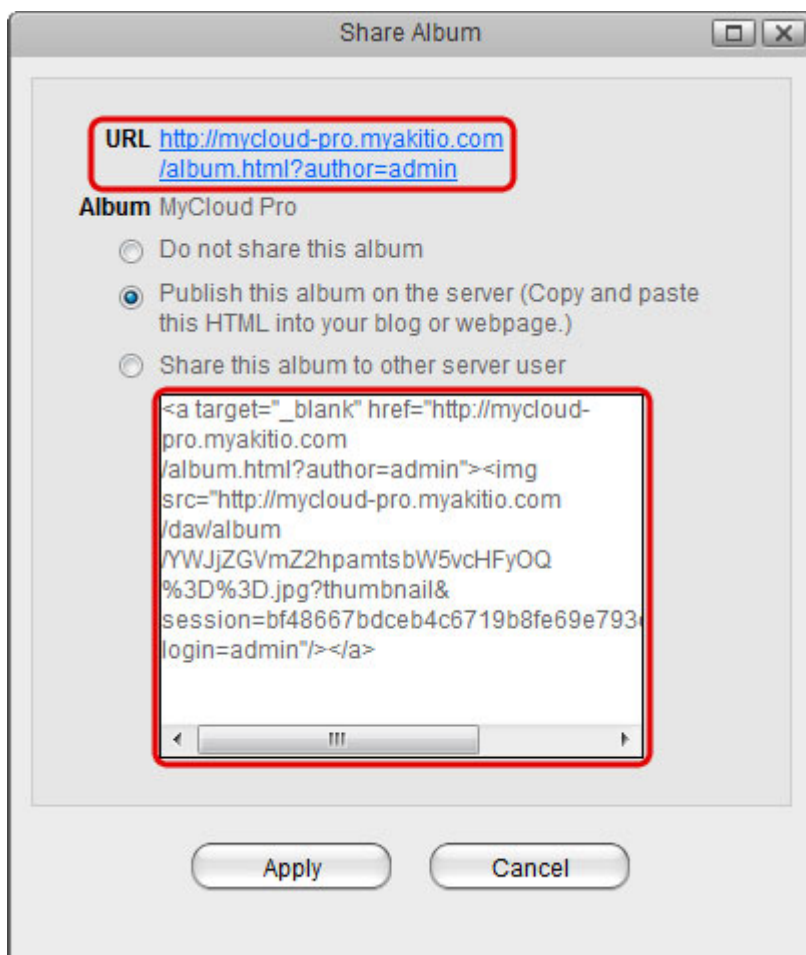 Share Album
URL http://mycloud-pro.myakitio.com
/album.html?author=admin
Album MyCloud Pro
Do not share this album
Publish this album on the server (Copy and paste
this HTML into your blog or webpage.)
Share this album to other server user
<a target="_blank" href="http://mycloud-
pro.myakitio.com
/album.html?author=admin"><img
src="http://mycloud-pro.myakitio.com
/dav/album
/YWJjZGVmZ2hpamtsbW5vcHFyOQ
%3D%3D.jpg?thumbnail&
session=bf48667bdceb4c6719b8fe69e793
login=admin"/></a>
Apply
Cancel